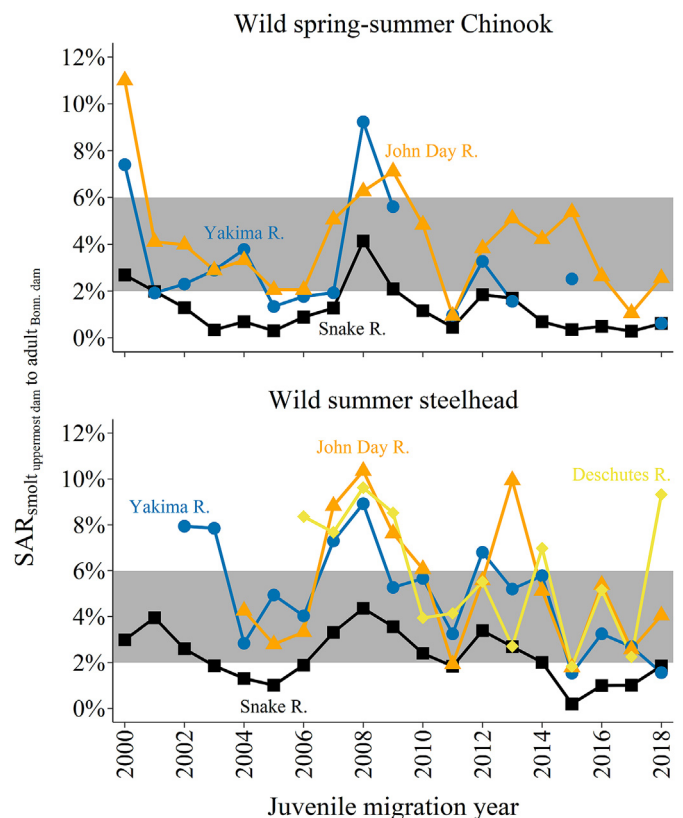 Wild spring-summer Chinook
12%
10%
8%
6%
4%
2%
0%
John Day R.
Yakima R.
Snake R.
SAR smolt uppermost dam to adult Bonn. dam
Wild summer steelhead
12%
10%
8%
6%
4%
2%
0%
John Day R.
Deschutes R.
Yakima R.
Snake R.
2000
2002
2004
2006
2008
2010
2012
2014
2016
2018
Juvenile migration year